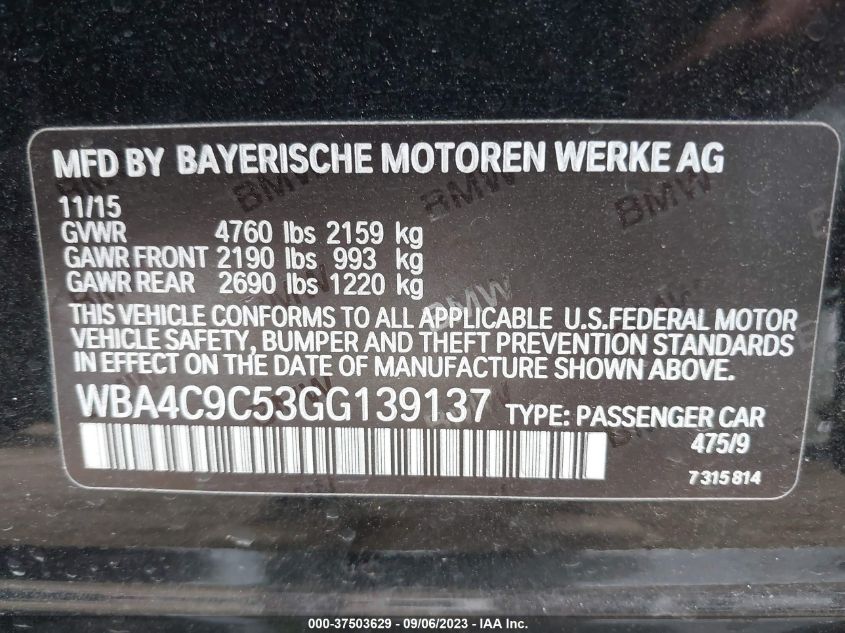 MFD BY BAYERISCHE MOTOREN WERKE AG
11/15
GVWR 4760 lbs 2159 kg
GAWR FRONT 2190 lbs 993 kg
GAWR REAR 2690 lbs 1220 kg
THIS VEHICLE CONFORMS TO ALL APPLICABLE U.S.FEDERAL MOTOR
VEHICLE SAFETY, BUMPER AND THEFT PREVENTION STANDARDS
IN EFFECT ON THE DATE OF MANUFACTURE SHOWN ABOVE.
WBA4C9C53GG139137 TYPE: PASSENGER CAR
475/9
7 315 814
000-37503629 - 09/06/2023 - IAA Inc.